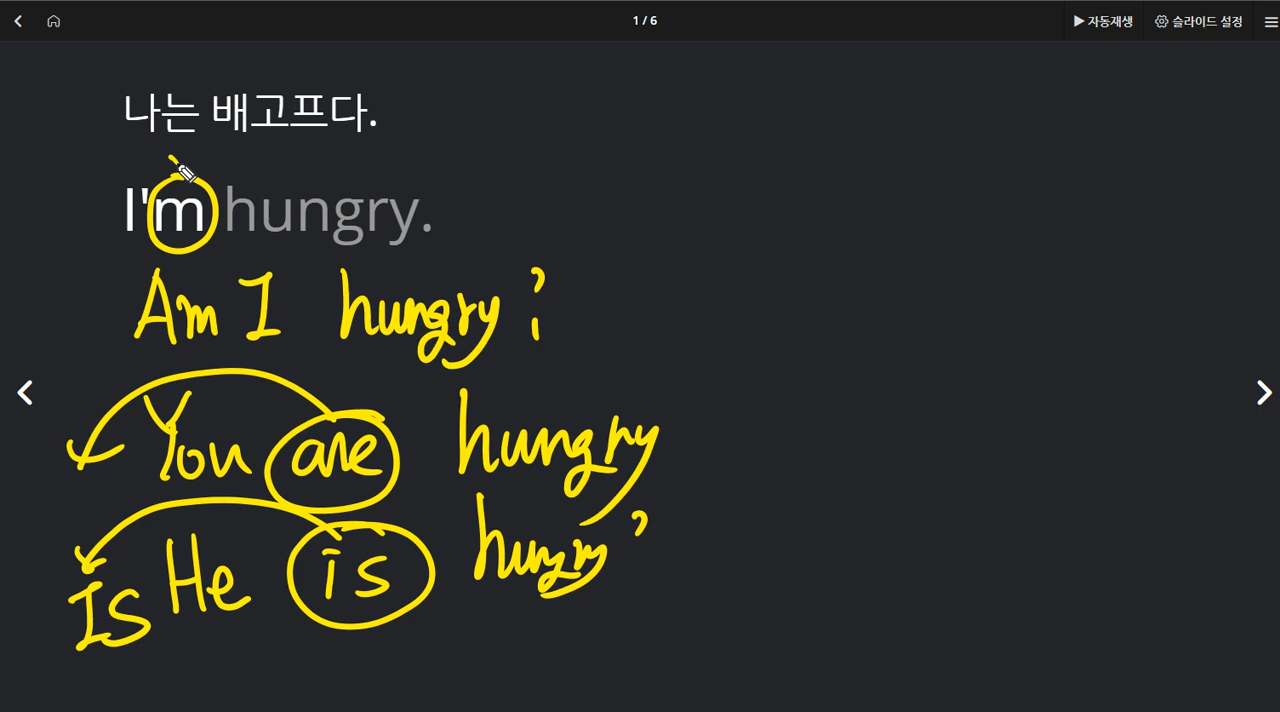 1 / 6
자동재생
슬라이드 설정
나는 배고프다.
I'm hungry.
Am I hungry ?
You are hungry
Is He is hungry ?